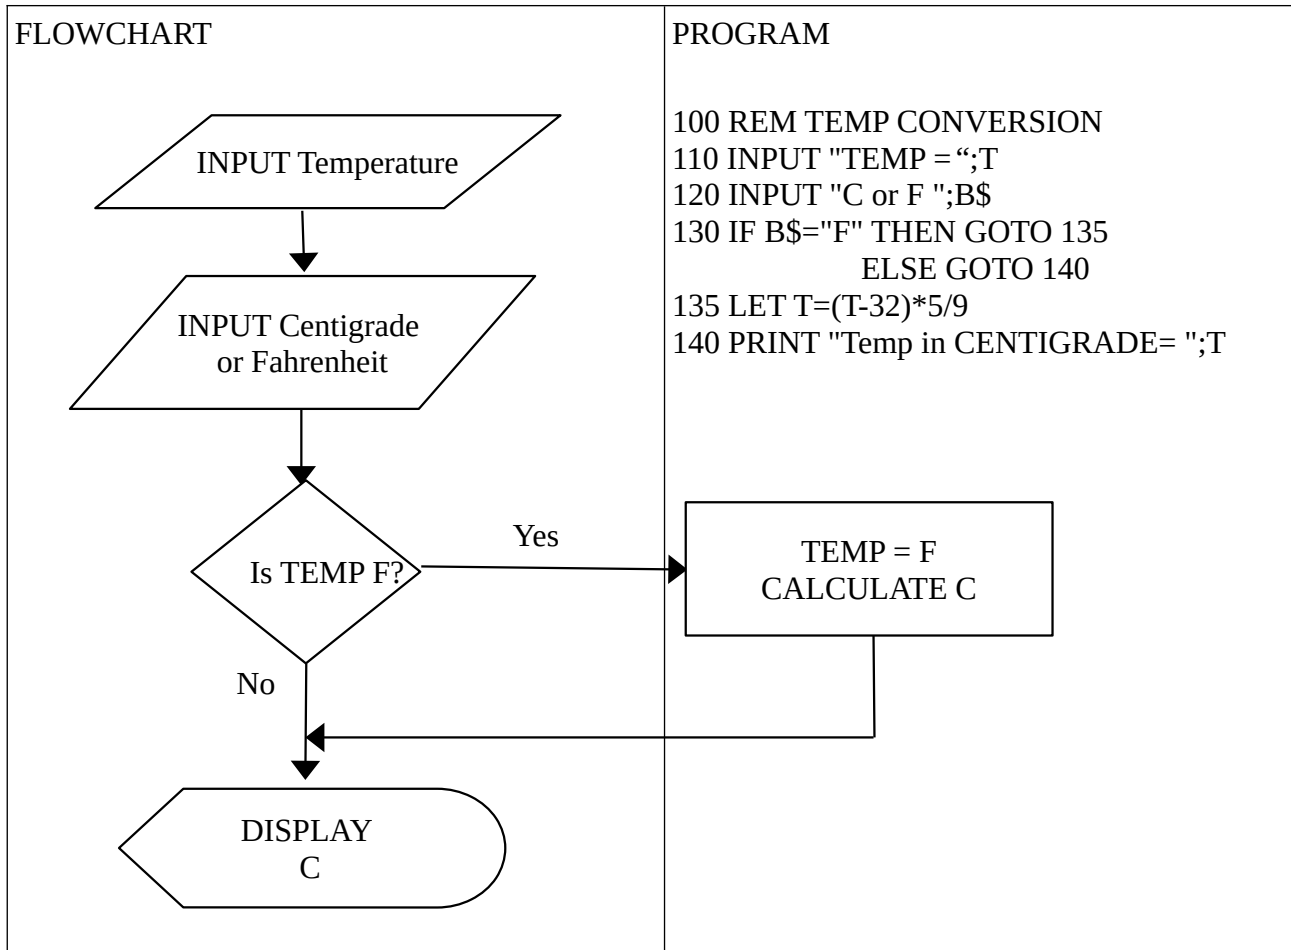 FLOWCHART
INPUT Temperature
INPUT Centigrade
or Fahrenheit
Is TEMP F?
Yes
No
DISPLAY
C
PROGRAM
100 REM TEMP CONVERSION
110 INPUT "TEMP = “;T
120 INPUT "C or F ";B$
130 IF B$="F" THEN GOTO 135
ELSE GOTO 140
135 LET T=(T-32)*5/9
140 PRINT "Temp in CENTIGRADE= ";T
TEMP = F
CALCULATE C